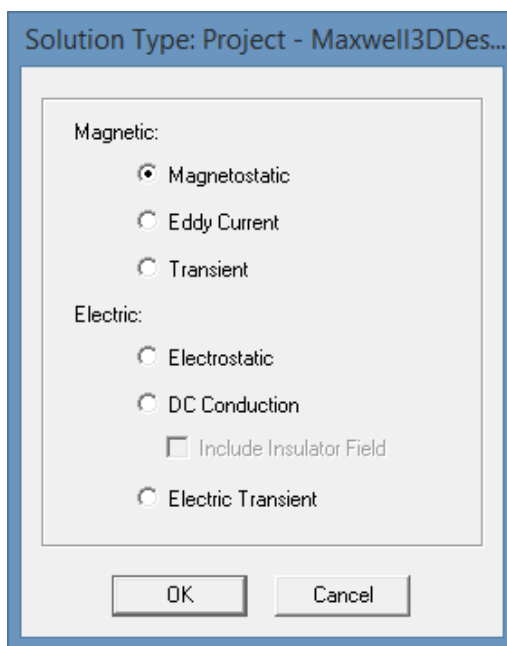 Solution Type: Project - Maxwell3DDes...
Magnetic:
Magnetostatic
Eddy Current
Transient
Electric:
Electrostatic
DC Conduction
Include Insulator Field
Electric Transient
OK
Cancel